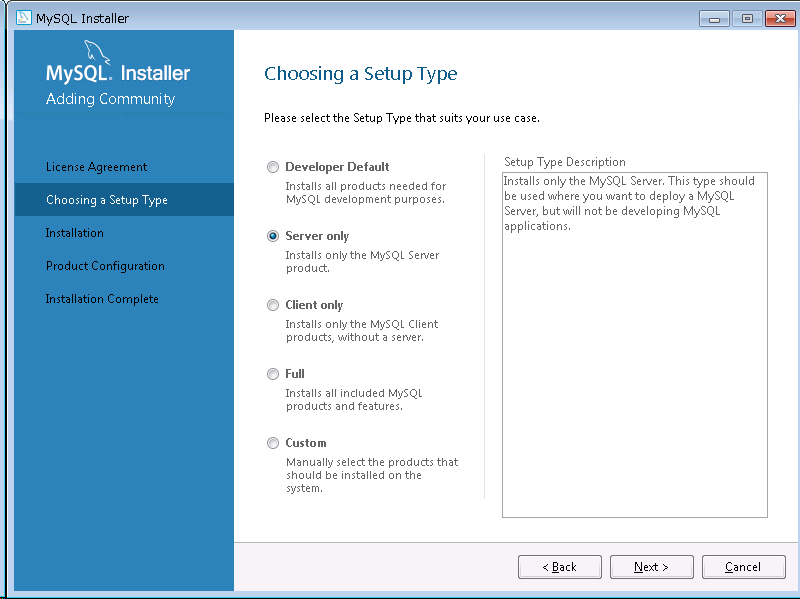 MySQL Installer
MySQL. Installer
Adding Community
License Agreement
Choosing a Setup Type
Installation
Product Configuration
Installation Complete
Choosing a Setup Type
Please select the Setup Type that suits your use case.
Developer Default
Installs all products needed for
MySQL development purposes.
Server only
Installs only the MySQL Server
product.
Client only
Installs only the MySQL Client
products, without a server.
Full
Installs all included MySQL
products and features.
Custom
Manually select the products that
should be installed on the
system.
Setup Type Description
Installs only the MySQL Server. This type should
be used where you want to deploy a MySQL
Server, but will not be developing MySQL
applications.
< Back
Next >
Cancel